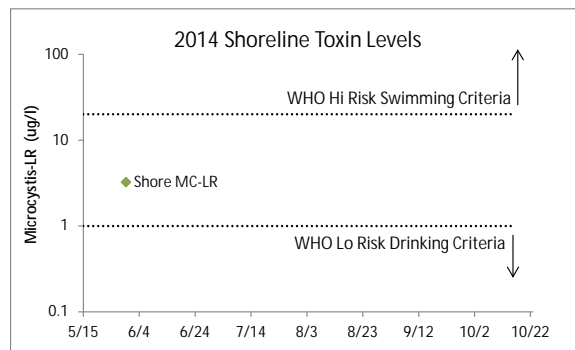 2014 Shoreline Toxin Levels
Microcystis-LR (ug/l)
100
10
1
0.1
WHO Hi Risk Swimming Criteria
Shore MC-LR
WHO Lo Risk Drinking Criteria
5/15 6/4 6/24 7/14 8/3 8/23 9/12 10/2 10/22